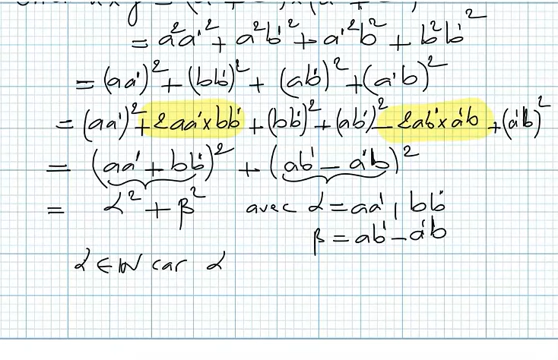 = a²a'² + a²b'² + a'²b² + b²b'²
= (aa')² + (bb')² + (ab')² + (a'b)²
= (aa')² + 2aa' × bb' + (bb')² + (ab')² - 2ab' × a'b + (a'b)²
= (aa' + bb')² + (ab' - a'b)²
= α² + β² avec α = aa' + bb'
β = ab' - a'b
α ∈ ℕ car α